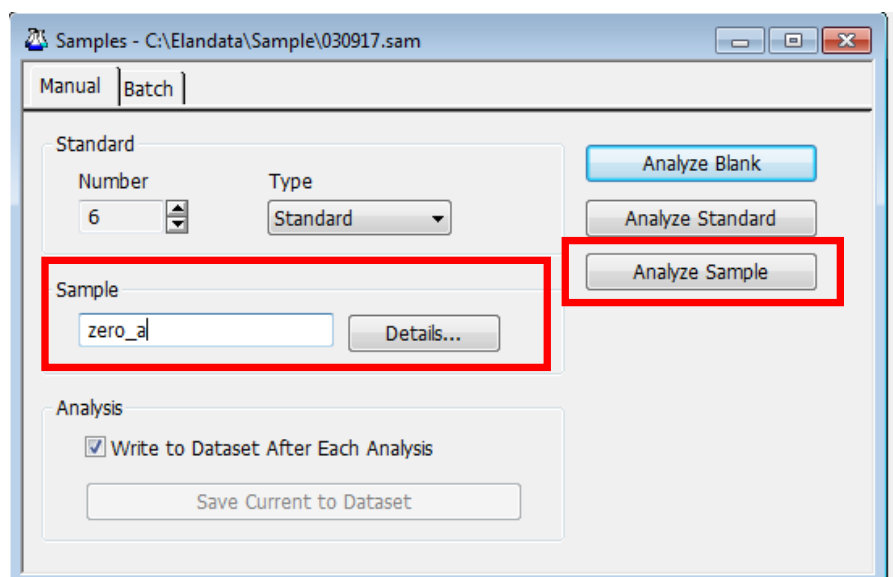 Samples - C:\Elandata\Sample\030917.sam
Manual
Batch
Standard
Number
Type
6
Standard
Sample
zero_a
Details...
Analysis
Write to Dataset After Each Analysis
Save Current to Dataset
Analyze Blank
Analyze Standard
Analyze Sample